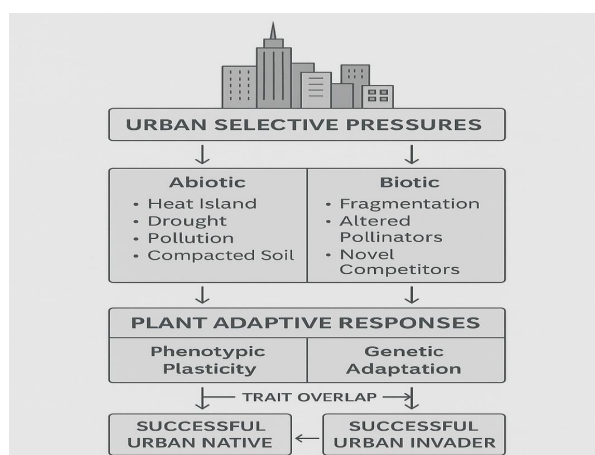 URBAN SELECTIVE PRESSURES
Abiotic
• Heat Island
• Drought
• Pollution
• Compacted Soil
Biotic
• Fragmentation
• Altered
Pollinators
• Novel
Competitors
PLANT ADAPTIVE RESPONSES
Phenotypic
Plasticity
Genetic
Adaptation
TRAIT OVERLAP
SUCCESSFUL
URBAN NATIVE
SUCCESSFUL
URBAN INVADER